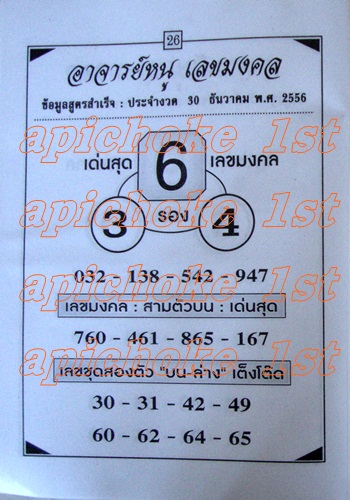 26
อาจารย์หนู เลขมงคล
ข้อมูลสูตรสำเร็จ : ประจำงวด 30 ธันวาคม พ.ศ. 2556
apichoke 1st
เด่นสุด 6 เลขมงคล
apichoke 1st
3 รอง 4
apichoke 1st
032 - 138 - 542 - 947
เลขมงคล : สามตัวบน : เด่นสุด
760 - 461 - 865 - 167
apichoke 1st
เลขชุดสองตัว "บน-ล่าง" เต็งโต๊ด
30 - 31 - 42 - 49
apichoke 1st
60 - 62 - 64 - 65